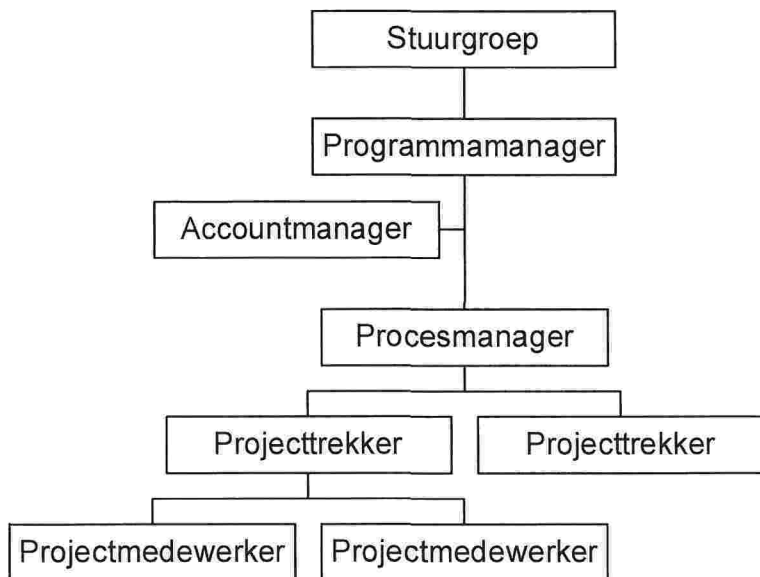 Stuurgroep
Programmamanager
Accountmanager
Procesmanager
Projecttrekker
Projecttrekker
Projectmedewerker
Projectmedewerker